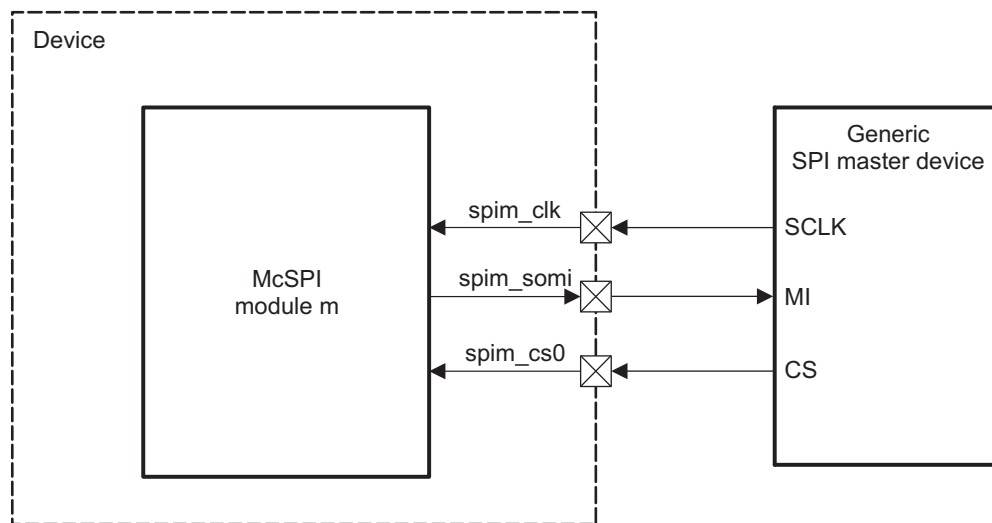 Device
Generic
SPI master device
spim_clk
SCLK
McSPI
module m
spim_somi
MI
spim_cs0
CS